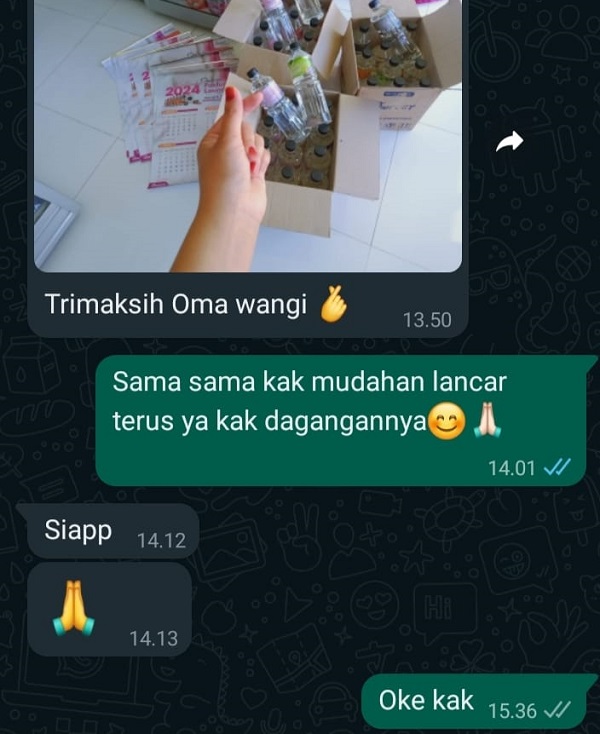 2024
Trimaksih Oma wangi 🫰
13.50
Sama sama kak mudahan lancar
terus ya kak dagangannya😊🙏🏻
14.01
Siapp
14.12
🙏
14.13
Oke kak
15.36